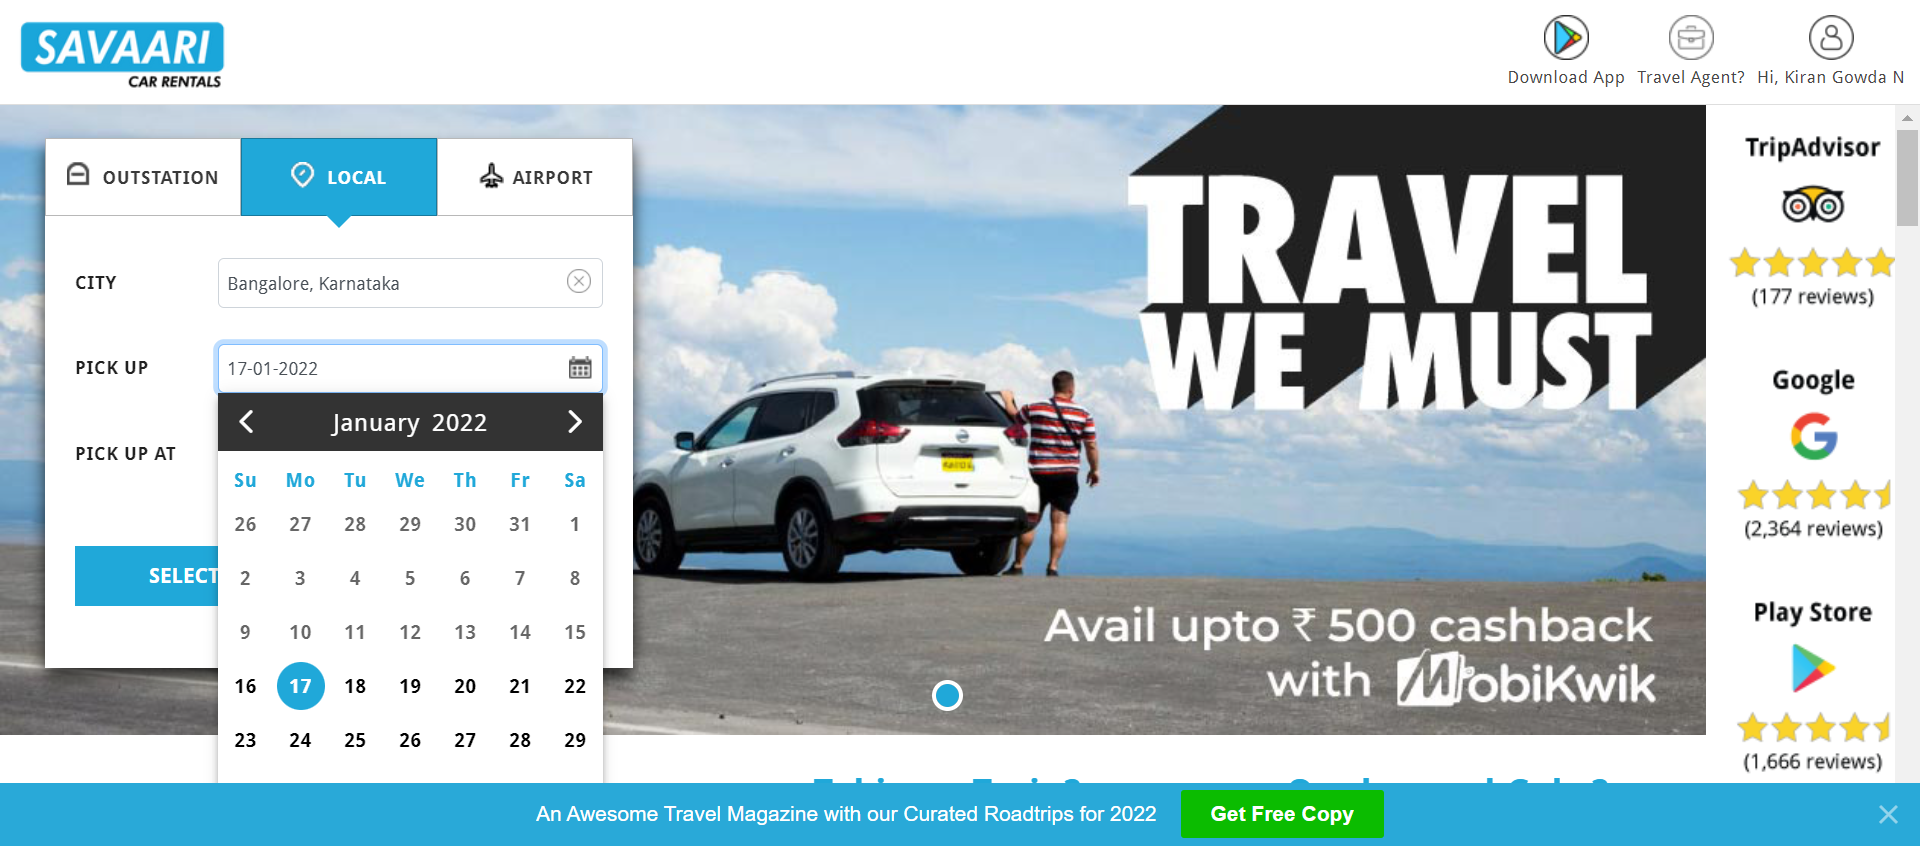 SAVAARI
CAR RENTALS
Download App
Travel Agent?
Hi, Kiran Gowda N
OUTSTATION
LOCAL
AIRPORT
CITY
Bangalore, Karnataka
PICK UP
17-01-2022
PICK UP AT
January 2022
Su Mo Tu We Th Fr Sa
26 27 28 29 30 31 1
2 3 4 5 6 7 8
9 10 11 12 13 14 15
16 17 18 19 20 21 22
23 24 25 26 27 28 29
SELECT
TRAVEL
WE MUST
Avail upto ₹ 500 cashback
with MobiKwik
TripAdvisor
(177 reviews)
Google
(2,364 reviews)
Play Store
(1,666 reviews)
An Awesome Travel Magazine with our Curated Roadtrips for 2022
Get Free Copy